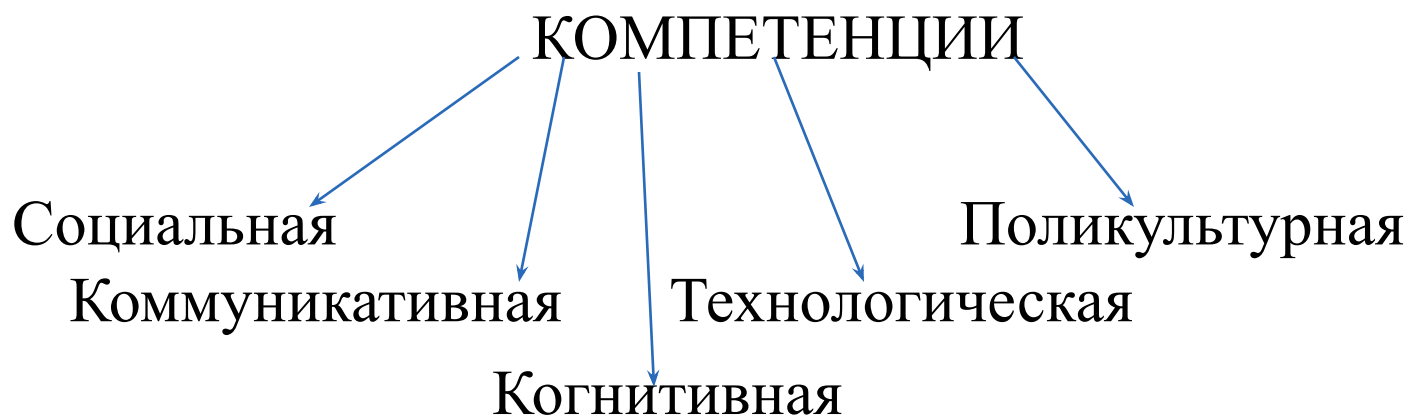 КОМПЕТЕНЦИИ
Социальная
Поликультурная
Коммуникативная
Технологическая
Когнитивная